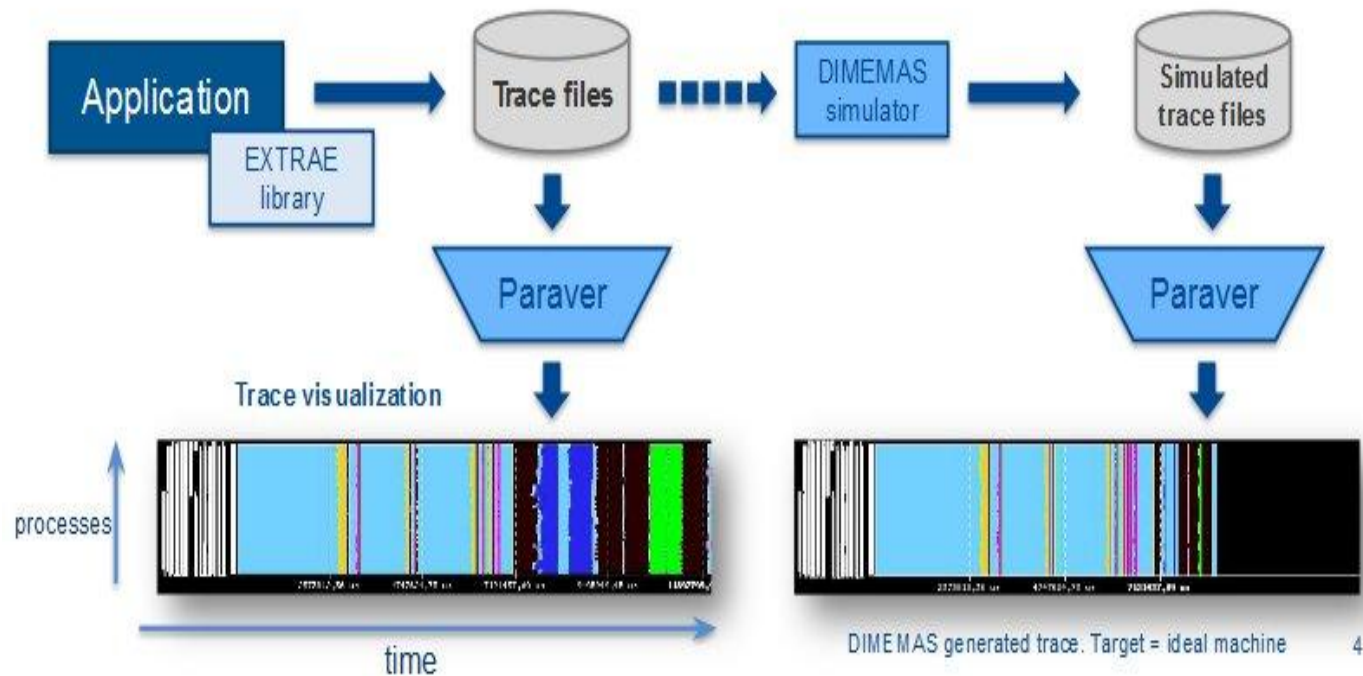 Application
EXTRAE
library
Trace files
DIMEMAS
simulator
Simulated
trace files
Paraver
Paraver
Trace visualization
processes
time
DIMEMAS generated trace. Target = ideal machine
4